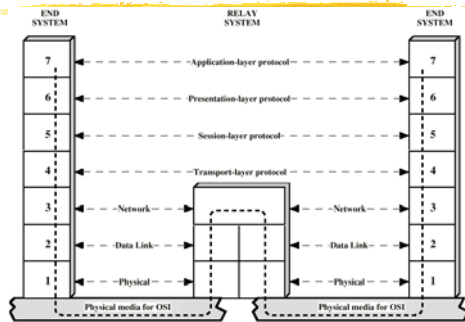 END SYSTEM
RELAY SYSTEM
END SYSTEM
7 Application-layer protocol 7
6 Presentation-layer protocol 6
5 Session-layer protocol 5
4 Transport-layer protocol 4
3 Network Network 3
2 Data Link Data Link 2
1 Physical Physical 1
Physical media for OSI Physical media for OSI